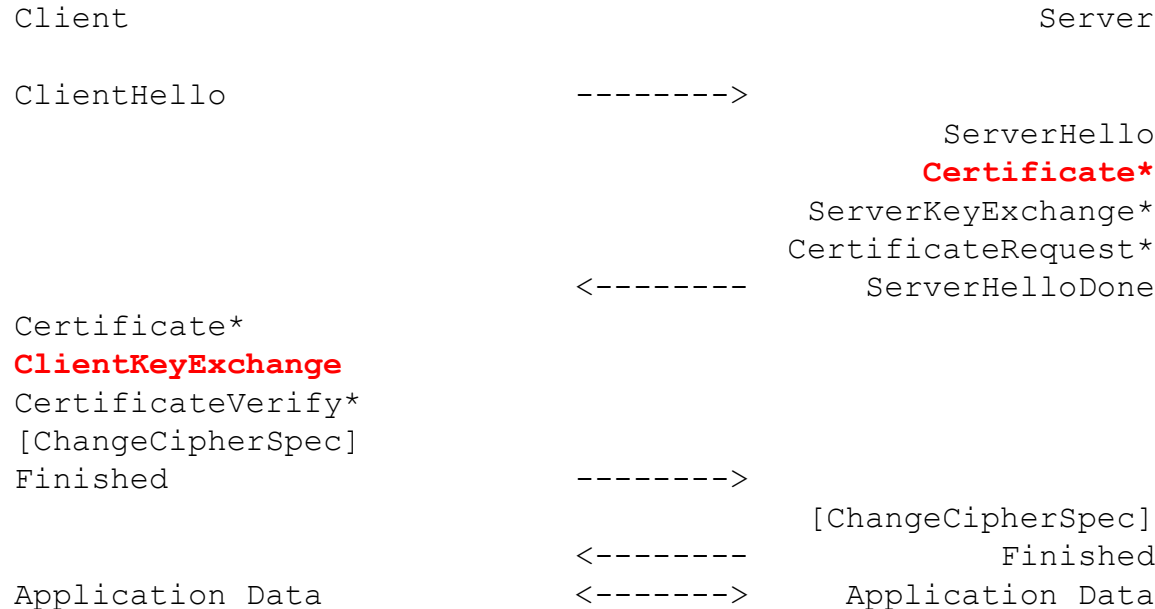 Client Server
ClientHello -------->
ServerHello
Certificate*
ServerKeyExchange*
CertificateRequest*
<-------- ServerHelloDone
Certificate*
ClientKeyExchange
CertificateVerify*
[ChangeCipherSpec]
Finished -------->
[ChangeCipherSpec]
<-------- Finished
Application Data <-------> Application Data